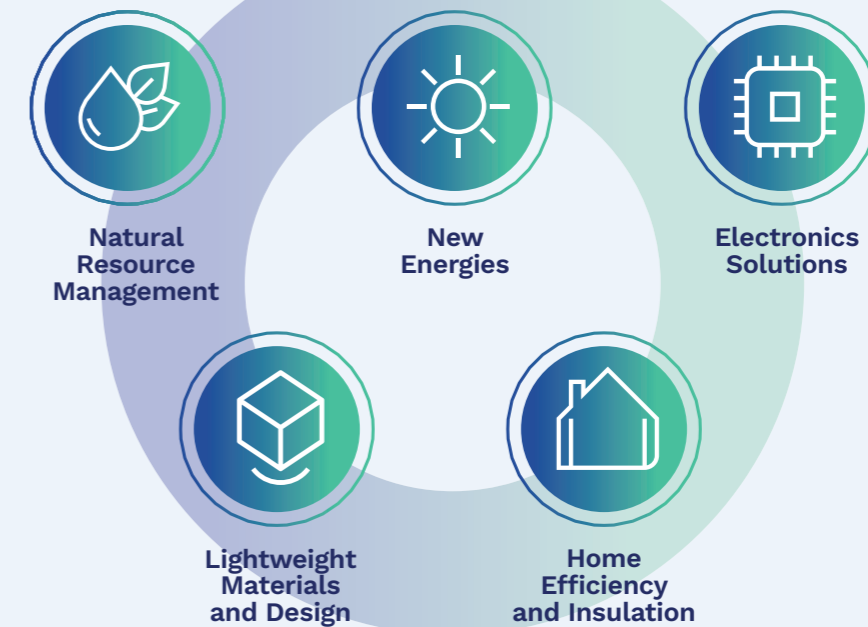 Natural
Resource
Management
New
Energies
Electronics
Solutions
Lightweight
Materials
and Design
Home
Efficiency
and Insulation